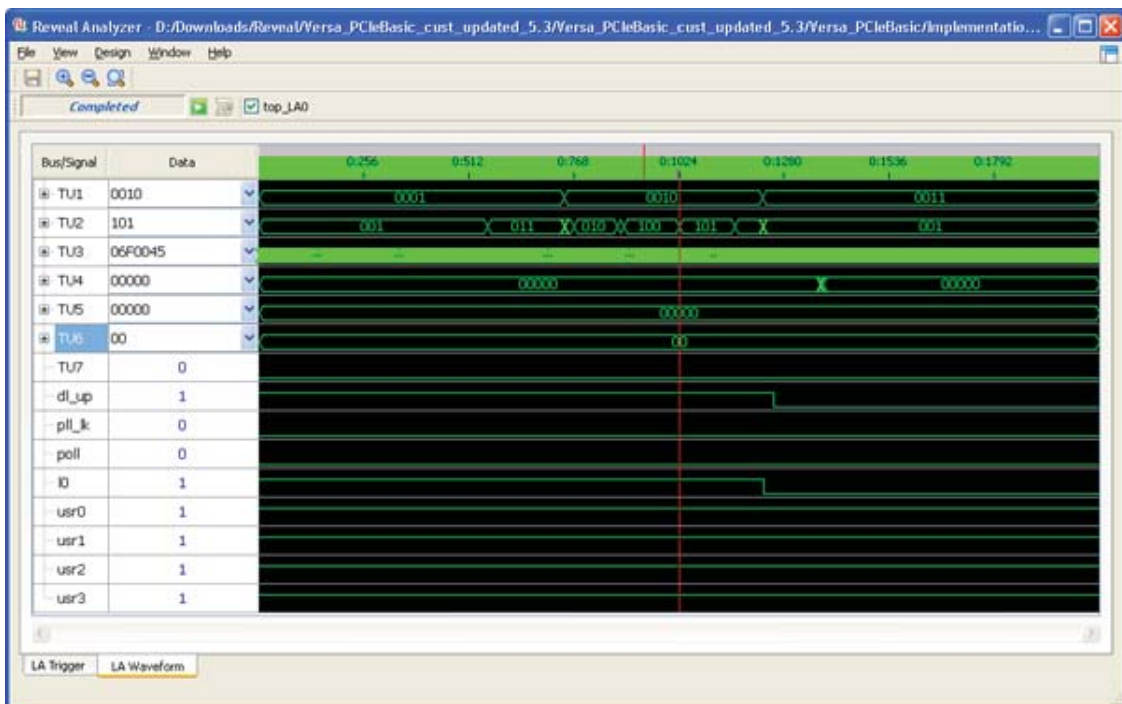 Reveal Analyzer - D:/Downloads/Reveal/Versa_PCIeBasic_cust_updated_5.3/Versa_PCIeBasic_cust_updated_5.3/Versa_PCIeBasic/Implementatio...
File View Design Window Help
Completed top_LA0
Bus/Signal Data 0:256 0:512 0:768 0:1024 0:1280 0:1536 0:1792
TU1 0010 0001 0010 0011
TU2 101 001 011 010 100 101 001
TU3 06F0045 ... ... ... ... ...
TU4 00000 00000 00000
TU5 00000 00000
TU6 00 00
TU7 0
dl_up 1
pll_lk 0
poll 0
l0 1
usr0 1
usr1 1
usr2 1
usr3 1
LA Trigger LA Waveform